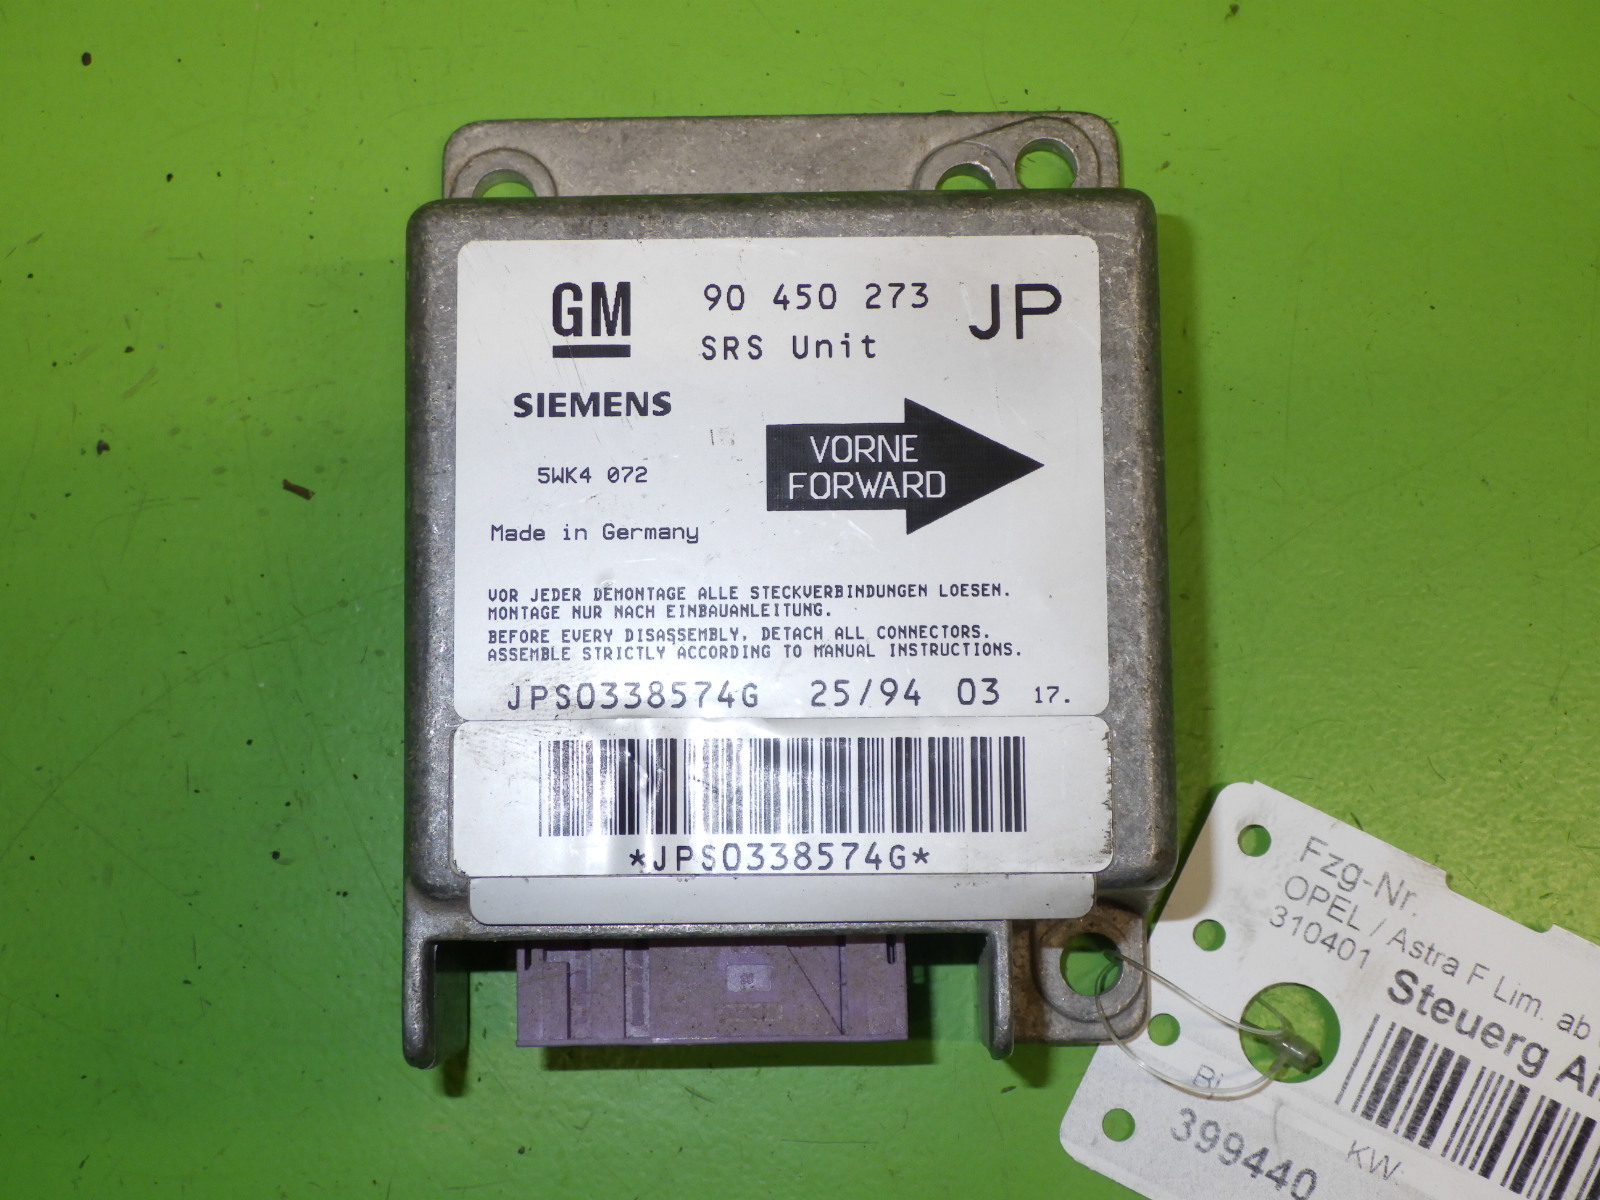 GM
90 450 273
JP
SRS Unit
SIEMENS
VORNE
FORWARD
5WK4 072
Made in Germany
VOR JEDER DEMONTAGE ALLE STECKVERBINDUNGEN LOESEN.
MONTAGE NUR NACH EINBAUANLEITUNG.
BEFORE EVERY DISASSEMBLY, DETACH ALL CONNECTORS.
ASSEMBLE STRICTLY ACCORDING TO MANUAL INSTRUCTIONS.
JPS0338574G 25/94 03 17.
*JPS0338574G*
Fzg-Nr.
OPEL / Astra F Lim. ab
310401
Steuerg
KW:
399440